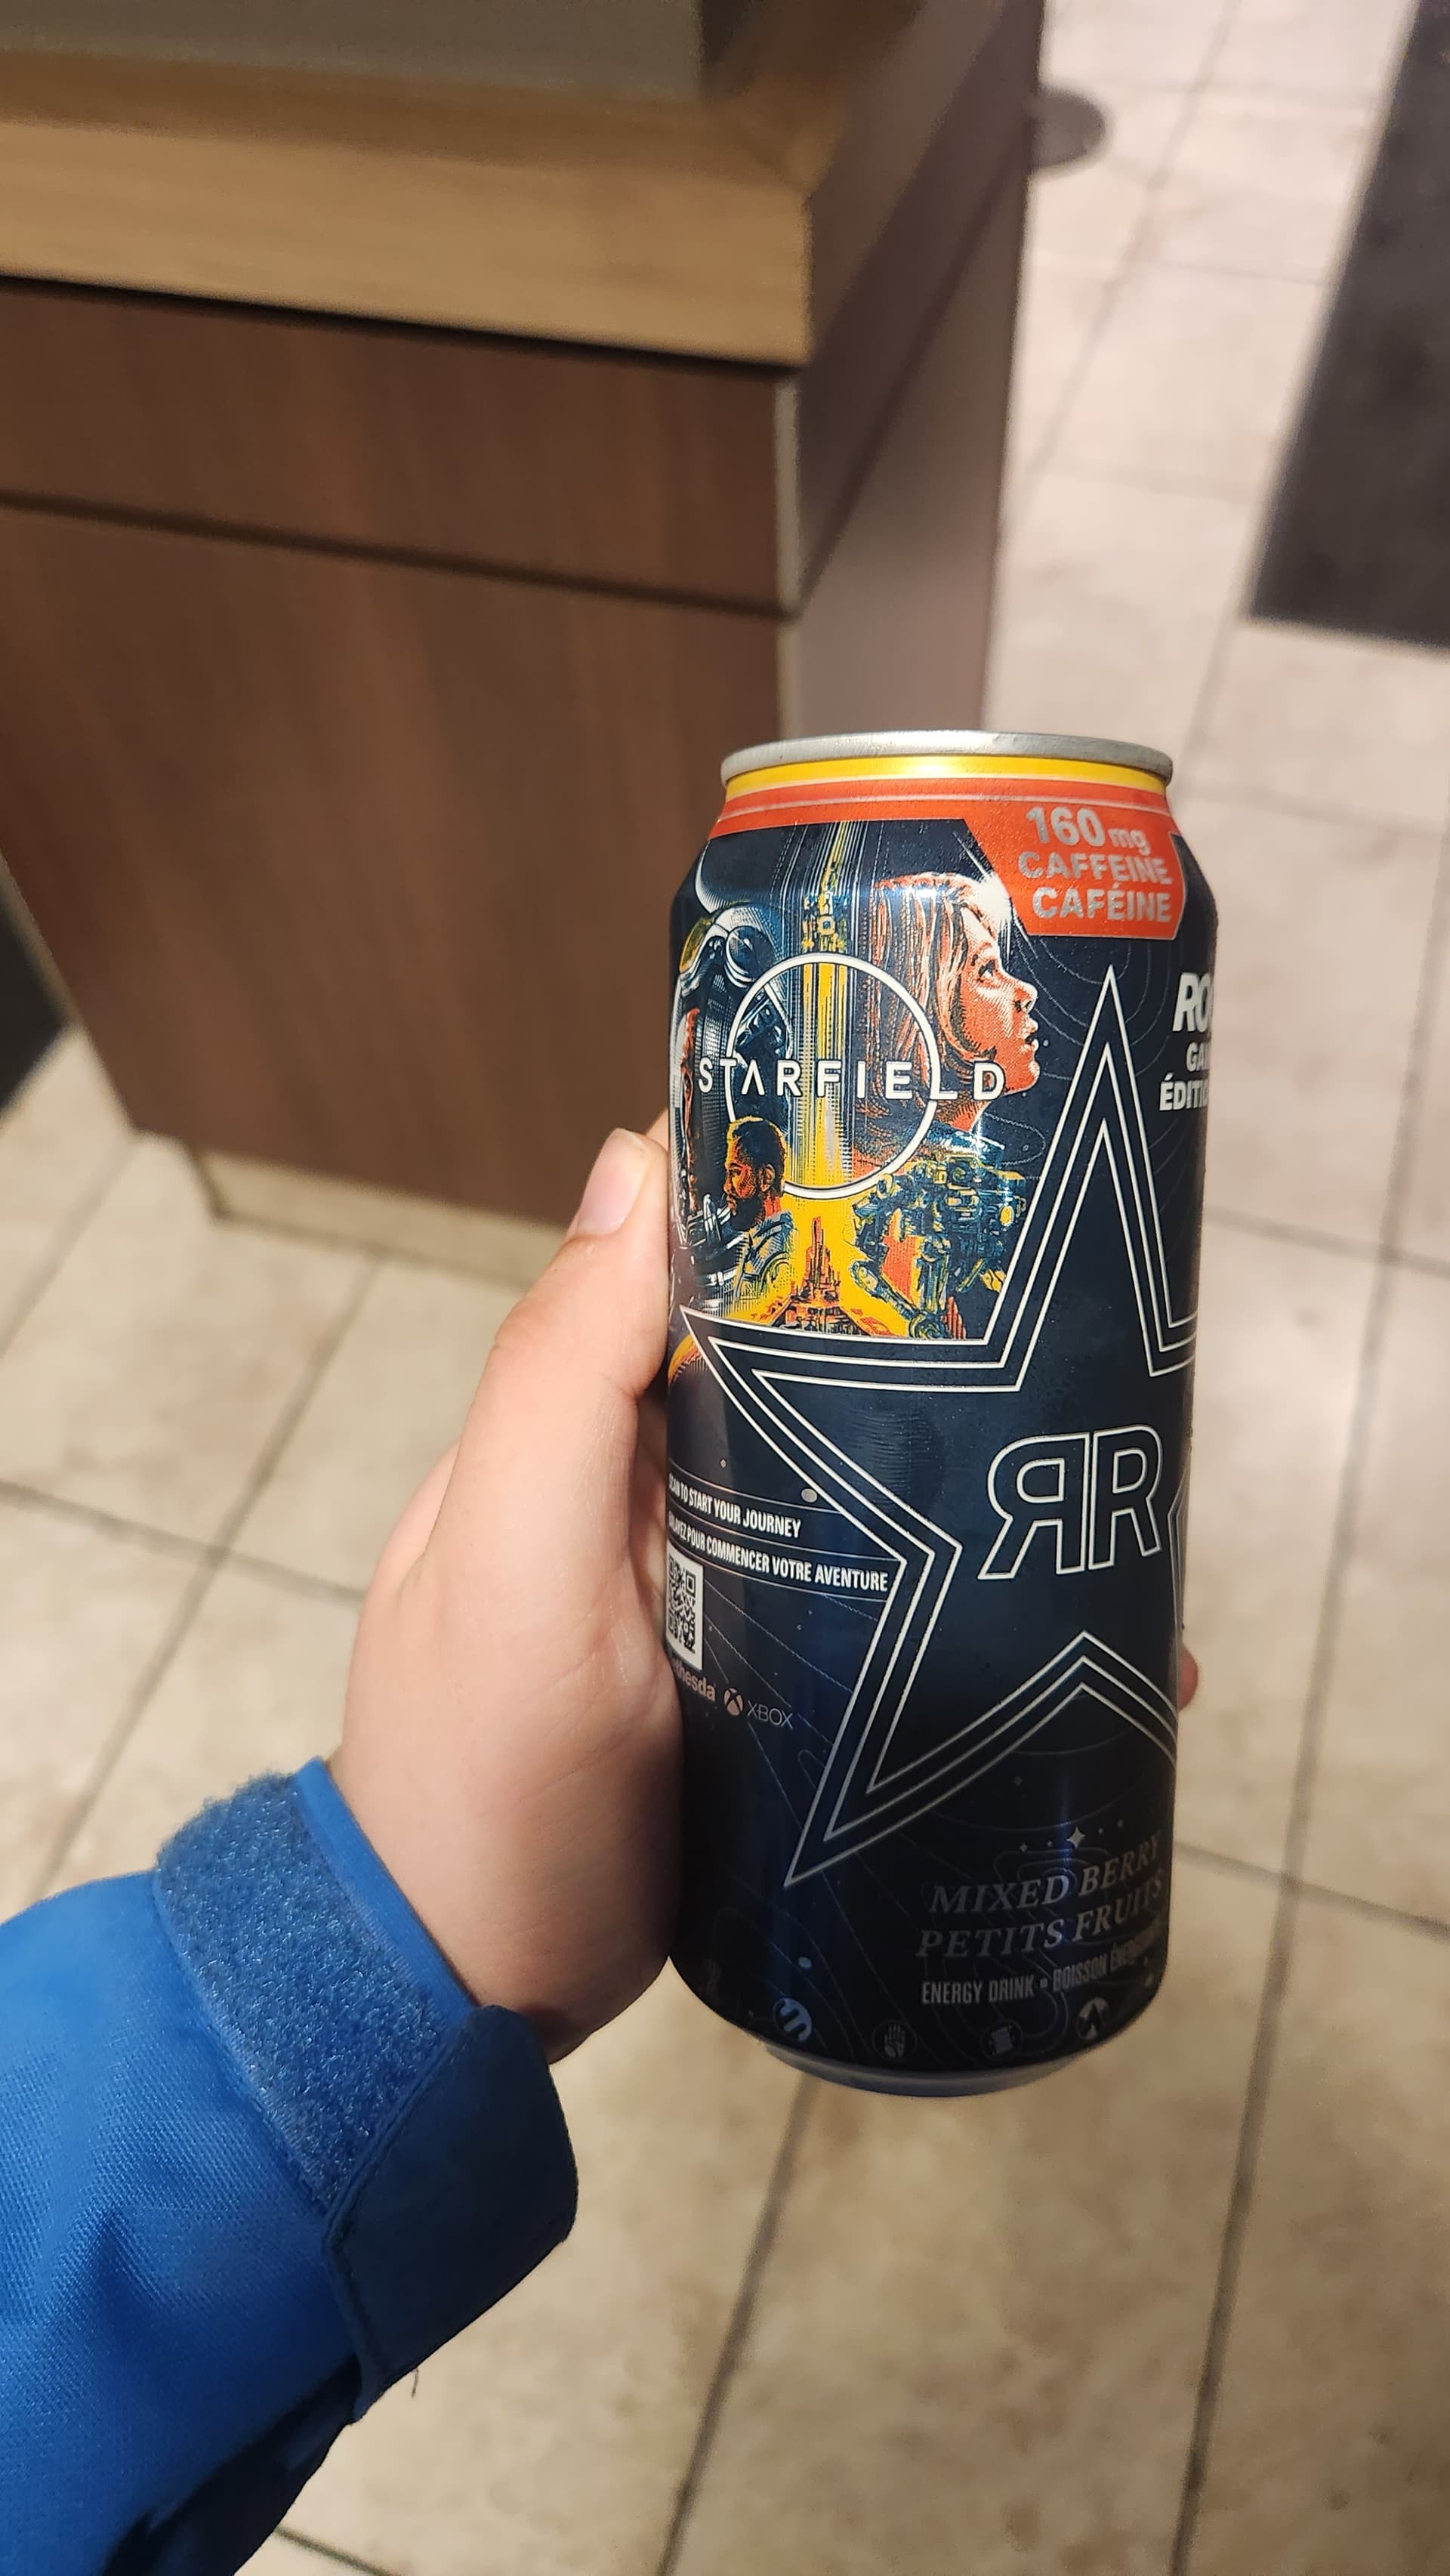 160 mg
CAFFEINE
CAFÉINE
STARFIELD
RR
TO START YOUR JOURNEY
POUR COMMENCER VOTRE AVENTURE
XBOX
MIXED BERRY
PETITS FRUITS
ENERGY DRINK • BOISSON